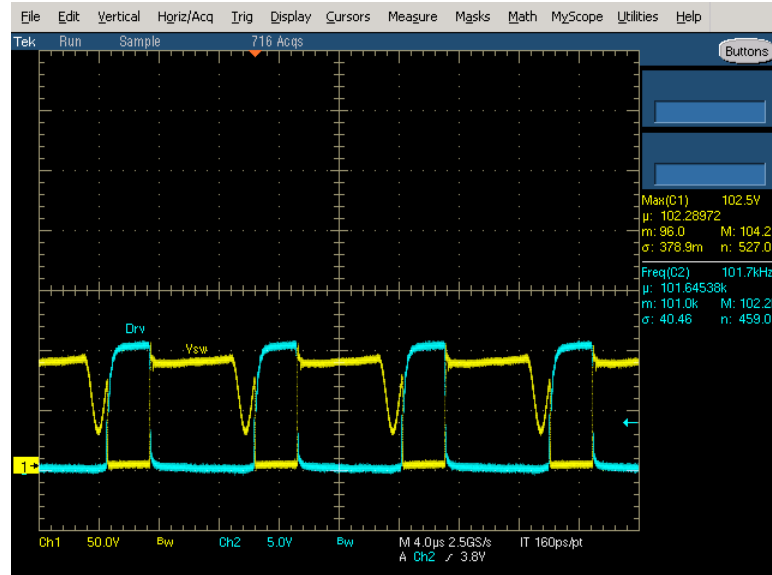 File Edit Vertical Horiz/Acq Trig Display Cursors Measure Masks Math MyScope Utilities Help
Tek Run Sample 716 Acqs
Buttons
Max(C1) 102.5V
µ: 102.28972
m: 96.0 M: 104.2
σ: 378.9m n: 527.0
Freq(C2) 101.7kHz
µ: 101.64538k
m: 101.0k M: 102.2
σ: 40.46 n: 459.0
Drv
Vsw
1
Ch1 50.0V Bw Ch2 5.0V Bw M 4.0µs 2.5GS/s IT 160ps/pt
A Ch2 3.8V